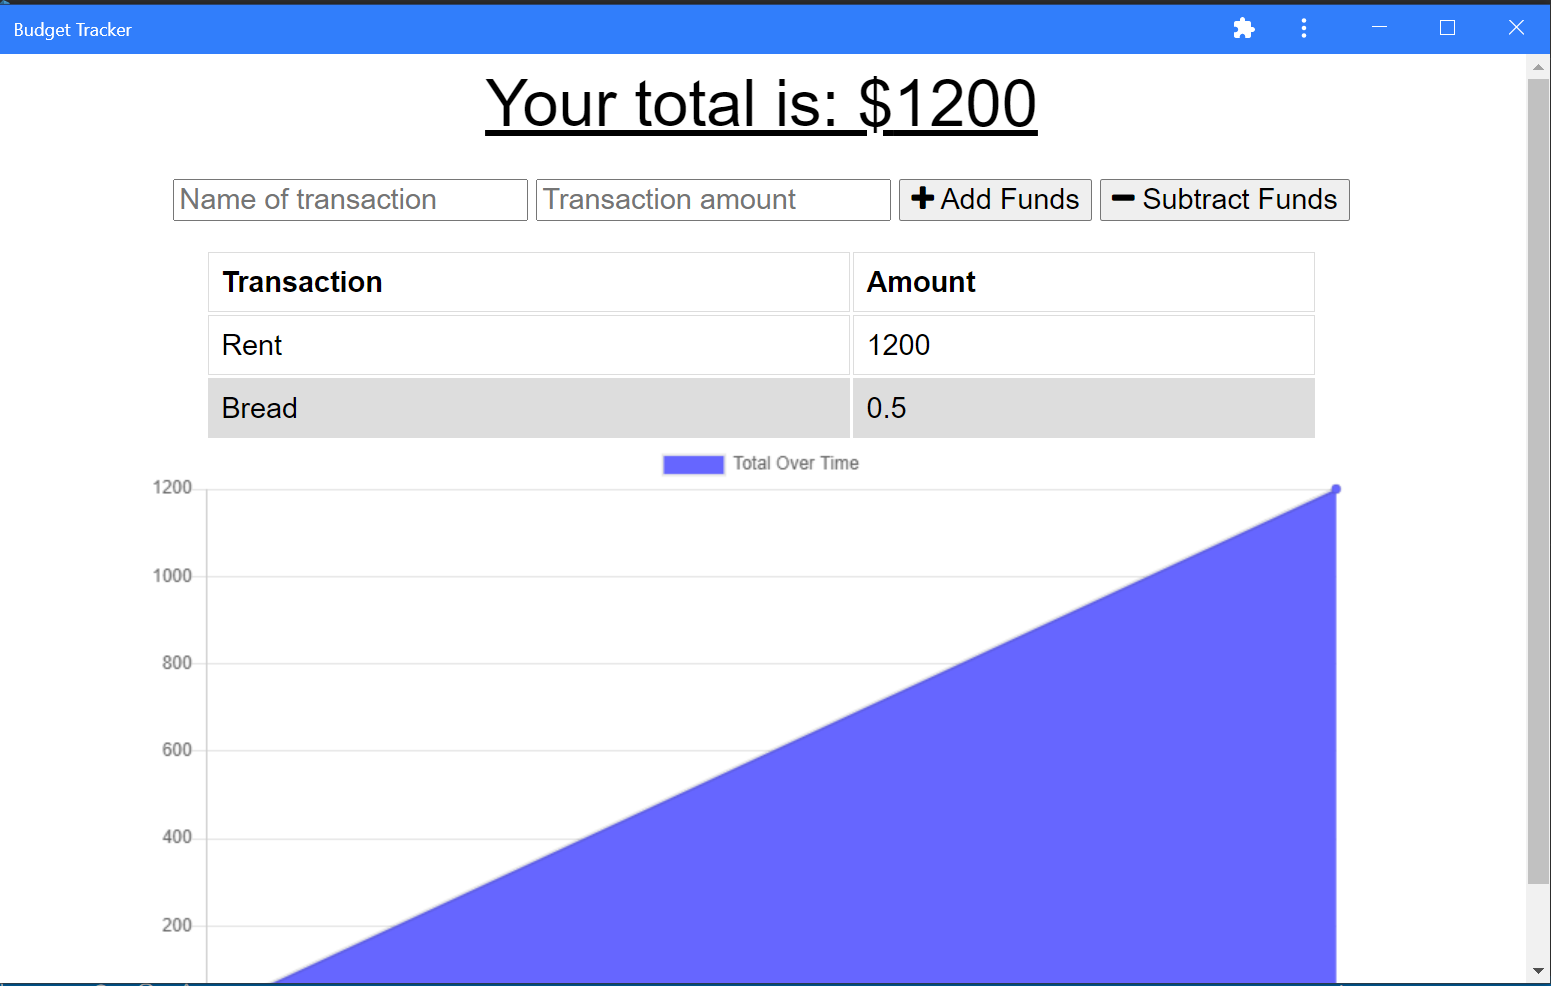 Budget Tracker
Your total is: $1200
Name of transaction Transaction amount Add Funds Subtract Funds
Transaction Amount
Rent 1200
Bread 0.5
Total Over Time
1200
1000
800
600
400
200